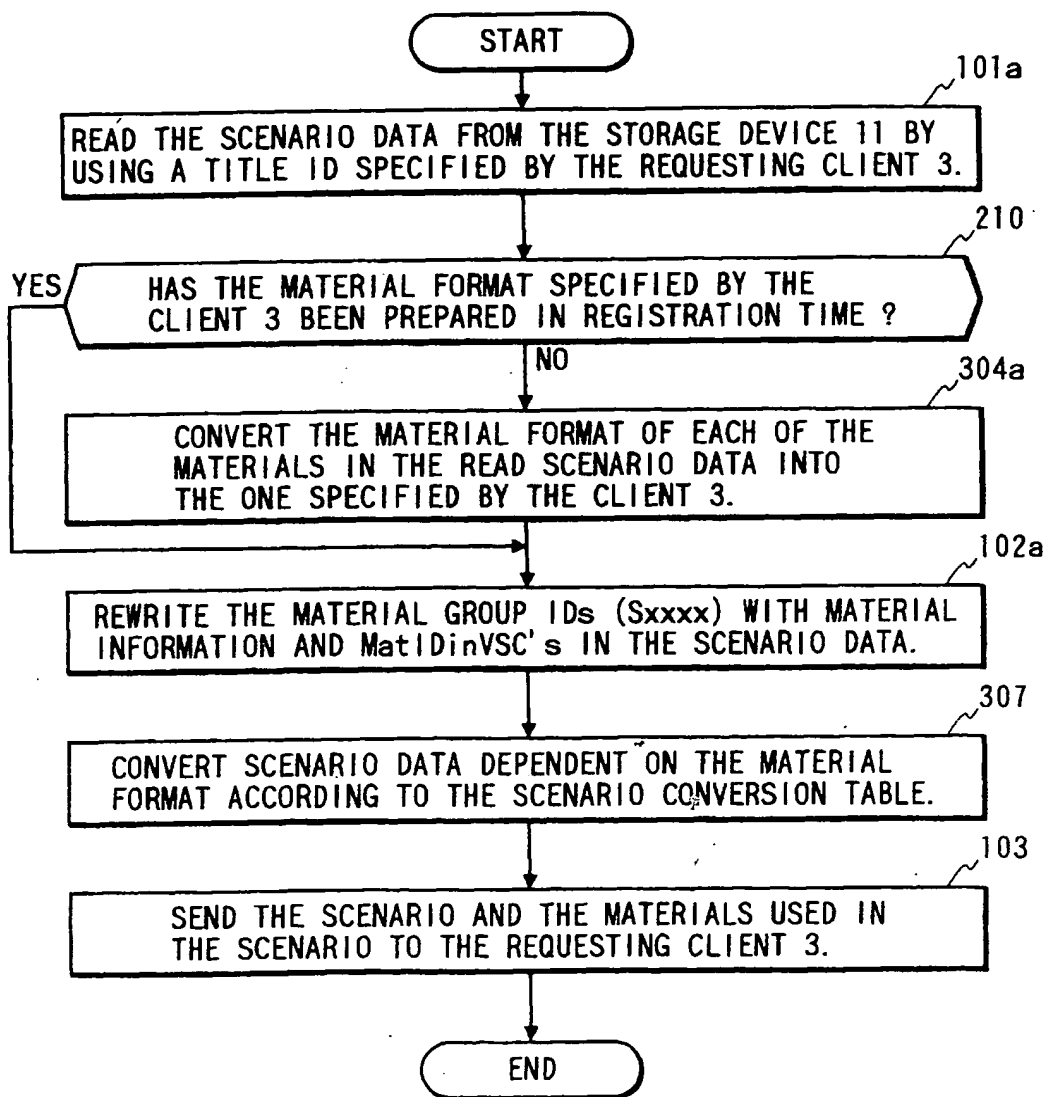 START
101a
READ THE SCENARIO DATA FROM THE STORAGE DEVICE 11 BY
USING A TITLE ID SPECIFIED BY THE REQUESTING CLIENT 3.
210
YES
HAS THE MATERIAL FORMAT SPECIFIED BY THE
CLIENT 3 BEEN PREPARED IN REGISTRATION TIME ?
NO
304a
CONVERT THE MATERIAL FORMAT OF EACH OF THE
MATERIALS IN THE READ SCENARIO DATA INTO
THE ONE SPECIFIED BY THE CLIENT 3.
102a
REWRITE THE MATERIAL GROUP IDs (Sxxxx) WITH MATERIAL
INFORMATION AND MatIDinVSC's IN THE SCENARIO DATA.
307
CONVERT SCENARIO DATA DEPENDENT ON THE MATERIAL
FORMAT ACCORDING TO THE SCENARIO CONVERSION TABLE.
103
SEND THE SCENARIO AND THE MATERIALS USED IN
THE SCENARIO TO THE REQUESTING CLIENT 3.
END